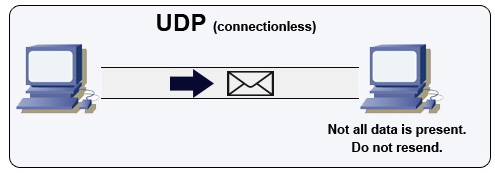 UDP (connectionless)
Not all data is present.
Do not resend.